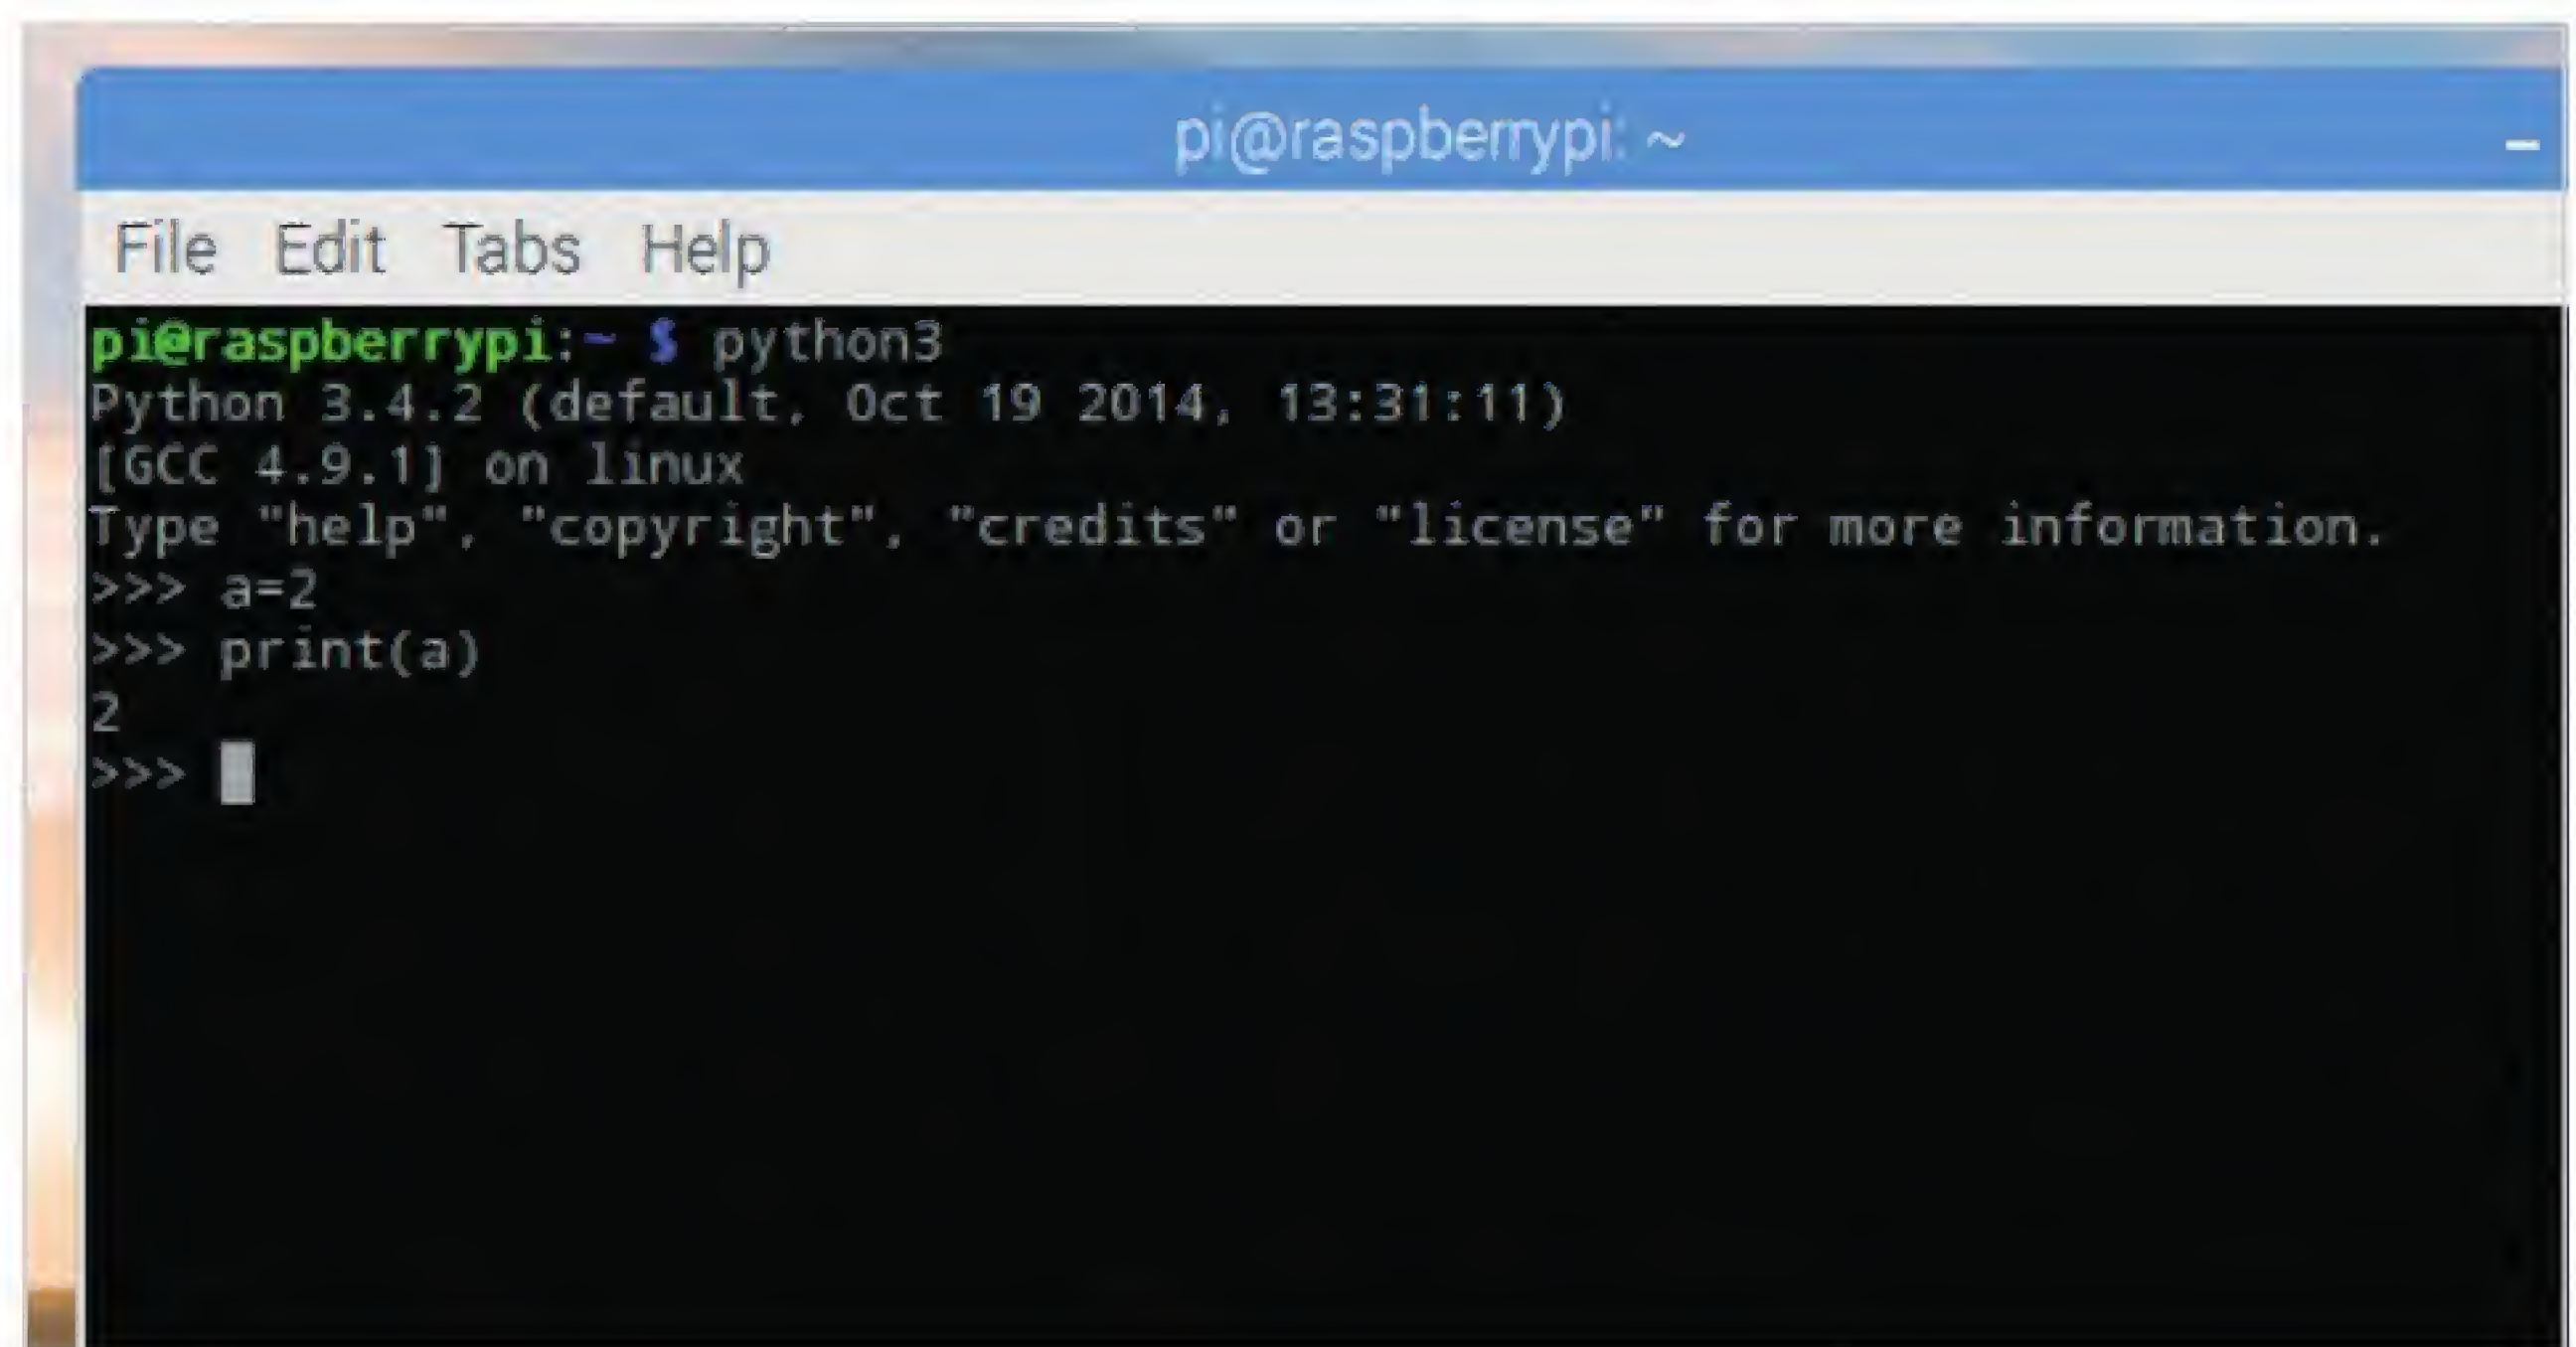 pi@raspberrypi: ~
File Edit Tabs Help
pi@raspberrypi:~ $ python3
Python 3.4.2 (default, Oct 19 2014, 13:31:11)
[GCC 4.9.1] on linux
Type "help", "copyright", "credits" or "license" for more information.
>>> a=2
>>> print(a)
2
>>>